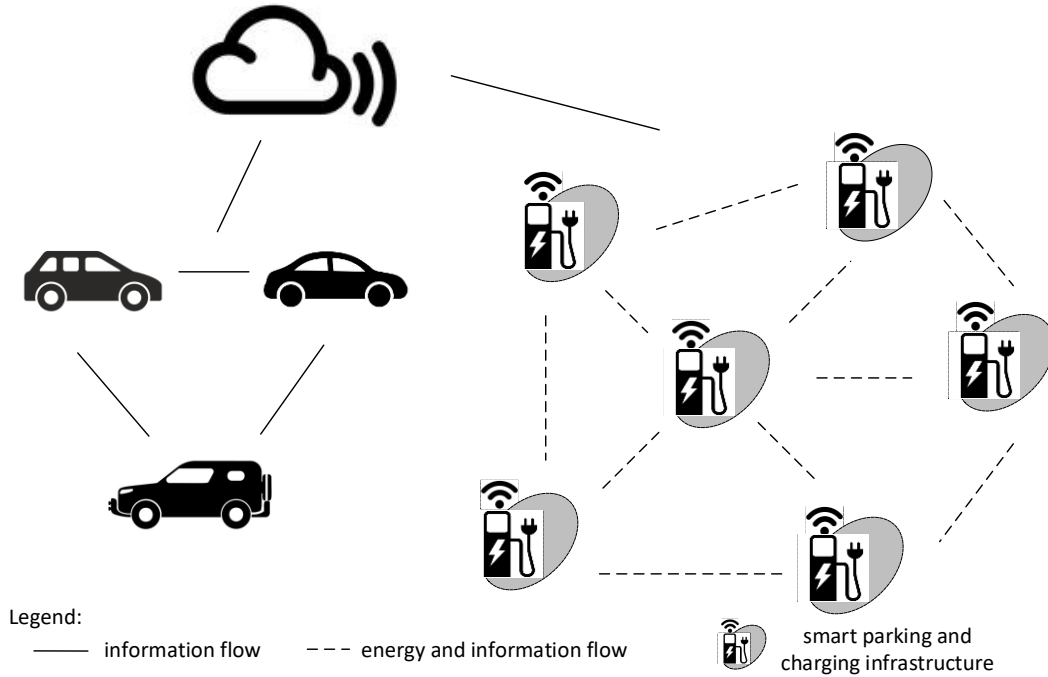 Legend:
information flow
energy and information flow
smart parking and
charging infrastructure